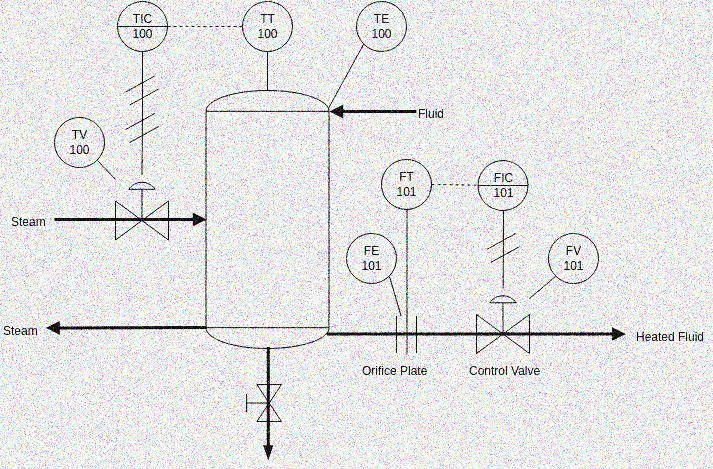 TIC
100
TT
100
TE
100
Fluid
TV
100
FT
101
FIC
101
Steam
FE
101
FV
101
Steam
Heated Fluid
Orifice Plate
Control Valve